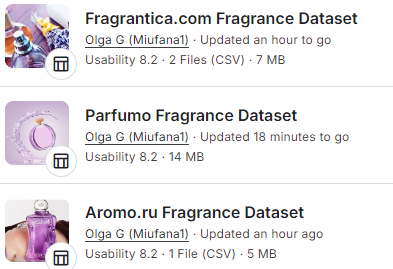 Fragrantica.com Fragrance Dataset
Olga G (Miufana1) · Updated an hour to go
Usability 8.2 · 2 Files (CSV) · 7 MB
Parfumo Fragrance Dataset
Olga G (Miufana1) · Updated 18 minutes to go
Usability 8.2 · 14 MB
Aromo.ru Fragrance Dataset
Olga G (Miufana1) · Updated an hour ago
Usability 8.2 · 1 File (CSV) · 5 MB